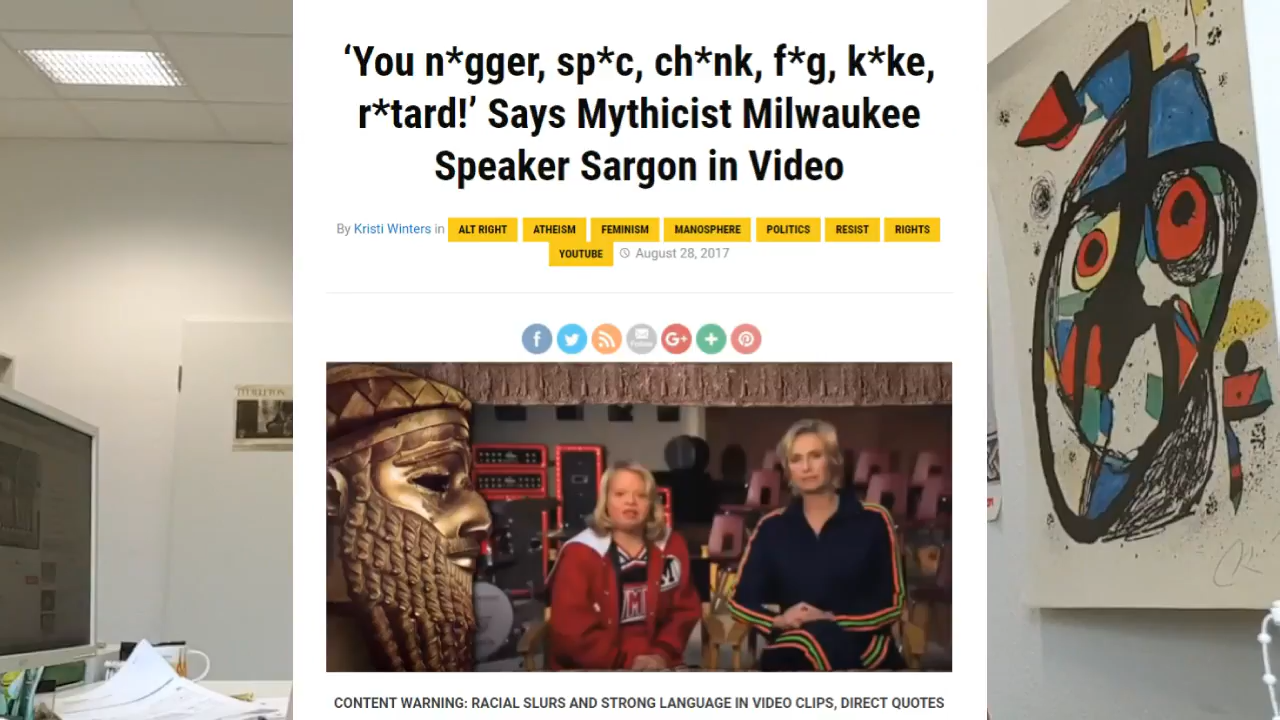 ‘You n*gger, sp*c, ch*nk, f*g, k*ke,
r*tard!’ Says Mythicist Milwaukee
Speaker Sargon in Video
By Kristi Winters in ALT RIGHT ATHEISM FEMINISM MANOSPHERE POLITICS RESIST RIGHTS
YOUTUBE August 28, 2017
Follow
G+
CONTENT WARNING: RACIAL SLURS AND STRONG LANGUAGE IN VIDEO CLIPS, DIRECT QUOTES